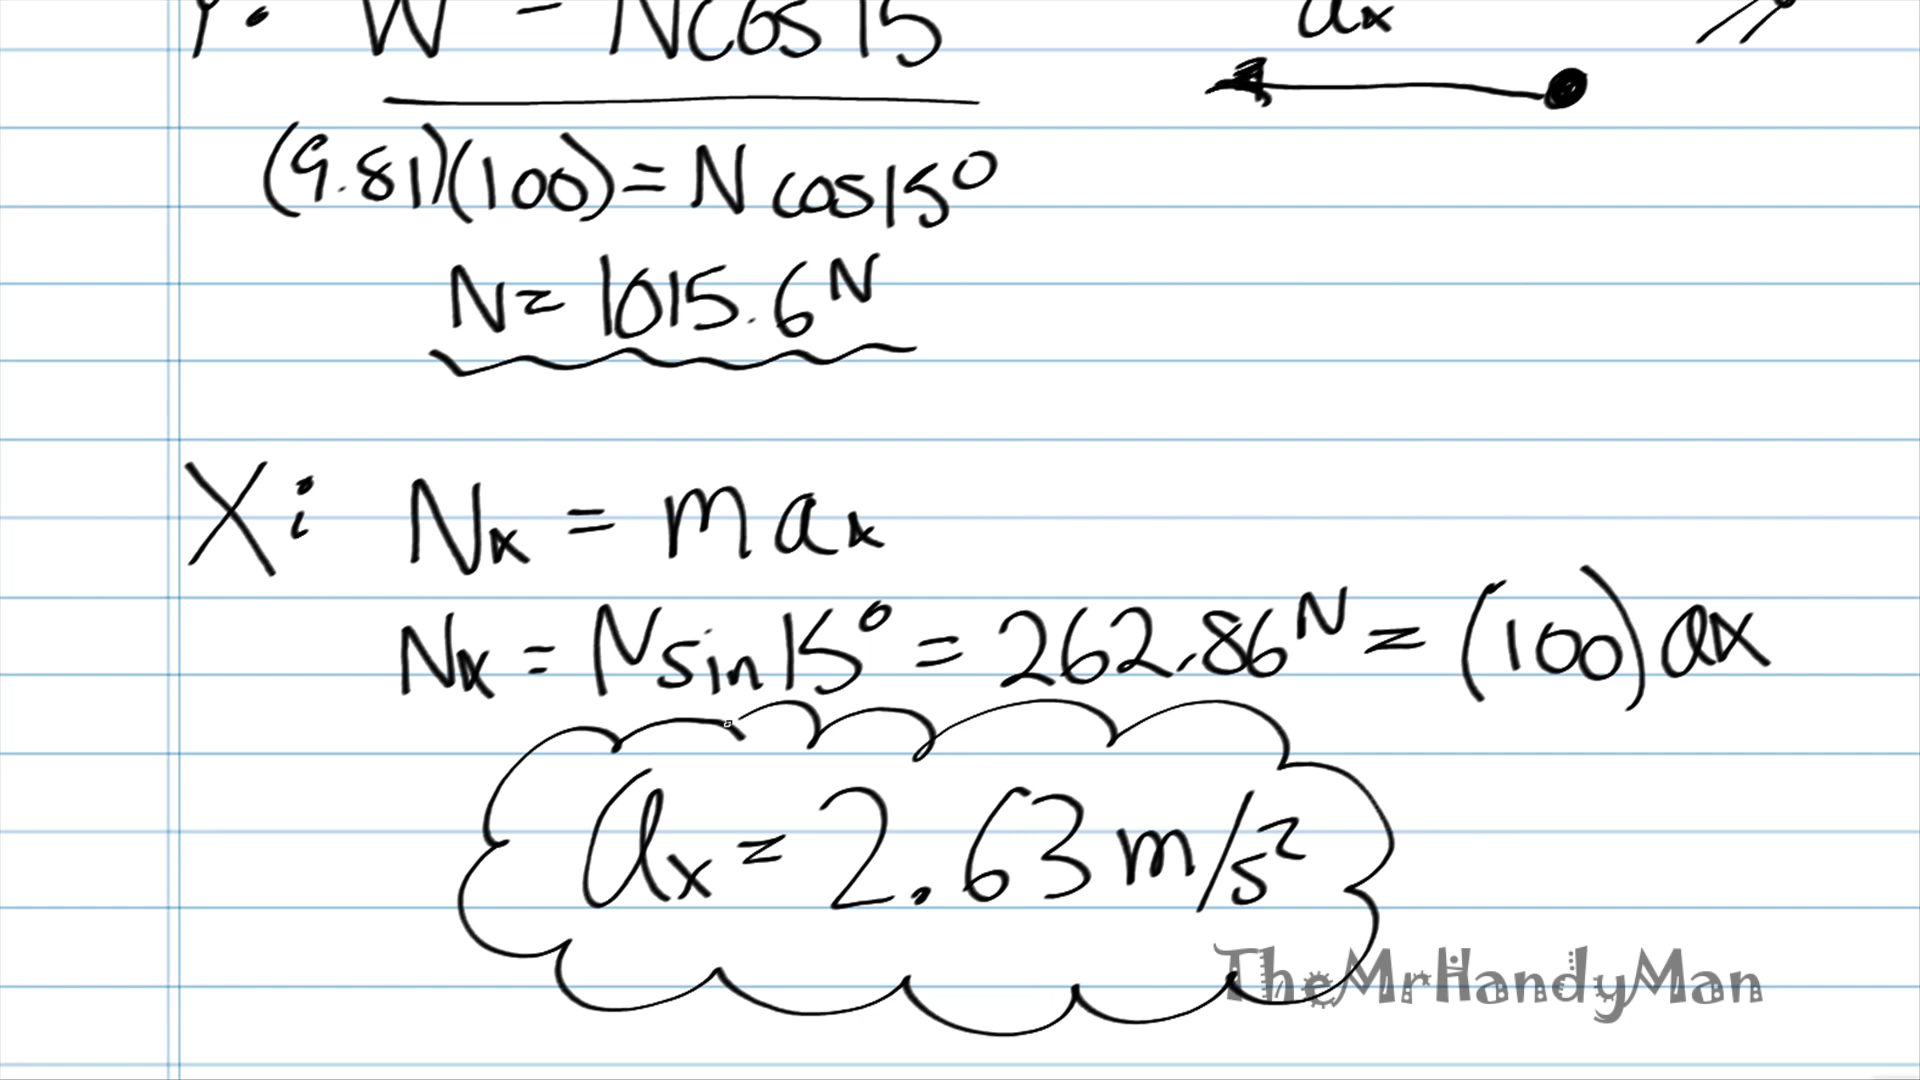 Y: W = Ncos15
ax
(9.81)(100)=Ncos15°
N=1015.6N
X: Nx = max
Nx = Nsin15° = 262.86N = (100)ax
ax = 2.63 m/s²
TheMrHandyMan